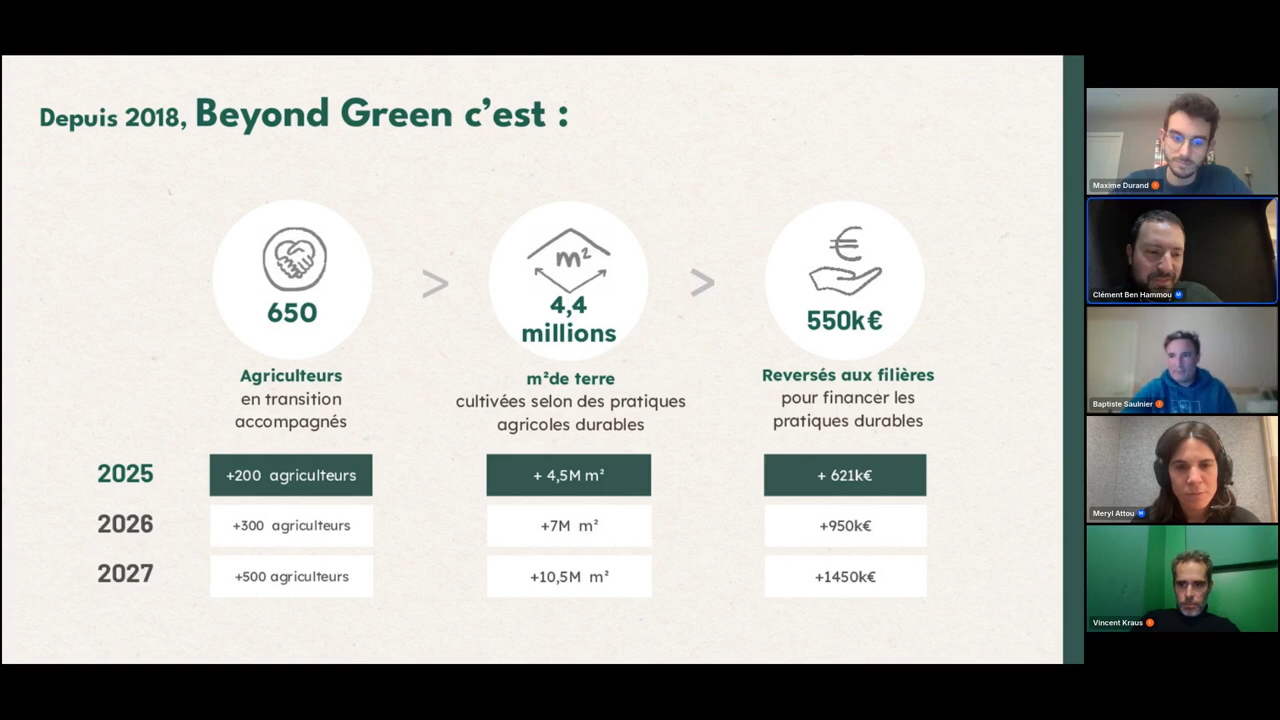 Depuis 2018, Beyond Green c’est :
m²
€
650
4,4
millions
550k€
>
>
Agriculteurs
en transition
accompagnés
m²de terre
cultivées selon des pratiques
agricoles durables
Reversés aux filières
pour financer les
pratiques durables
2025
+200 agriculteurs
+ 4,5M m²
+ 621k€
2026
+300 agriculteurs
+7M m²
+950k€
2027
+500 agriculteurs
+10,5M m²
+1450k€
Maxime Durand
Clément Ben Hammou M
Baptiste Saulnier
Meryl Attou M
Vincent Kraus